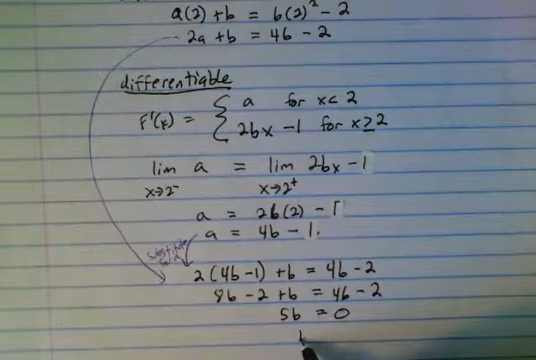 a(2) + b = b(2)² - 2
2a + b = 4b - 2
differentiable
f'(x) = { a for x < 2
2bx - 1 for x ≥ 2
lim x→2⁻ a = lim x→2⁺ 2bx - 1
a = 2b(2) - 1
a = 4b - 1.
2(4b-1) + b = 4b - 2
8b - 2 + b = 4b - 2
5b = 0